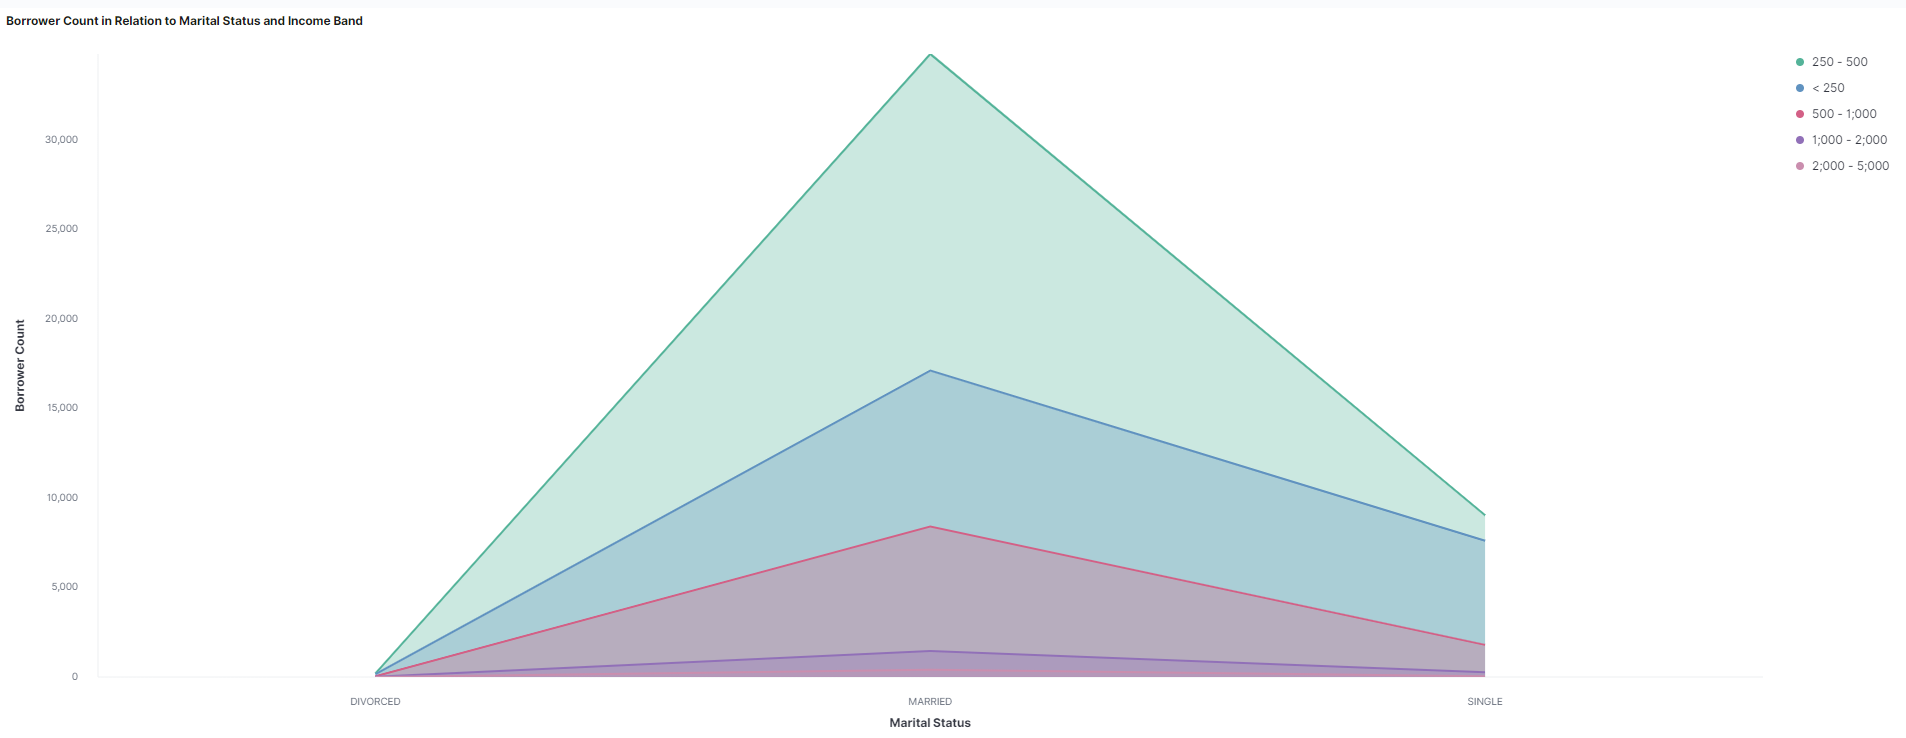 Borrower Count in Relation to Marital Status and Income Band
250 - 500
< 250
500 - 1;000
1;000 - 2;000
2;000 - 5;000
30,000
25,000
20,000
15,000
10,000
5,000
0
Borrower Count
DIVORCED
MARRIED
SINGLE
Marital Status